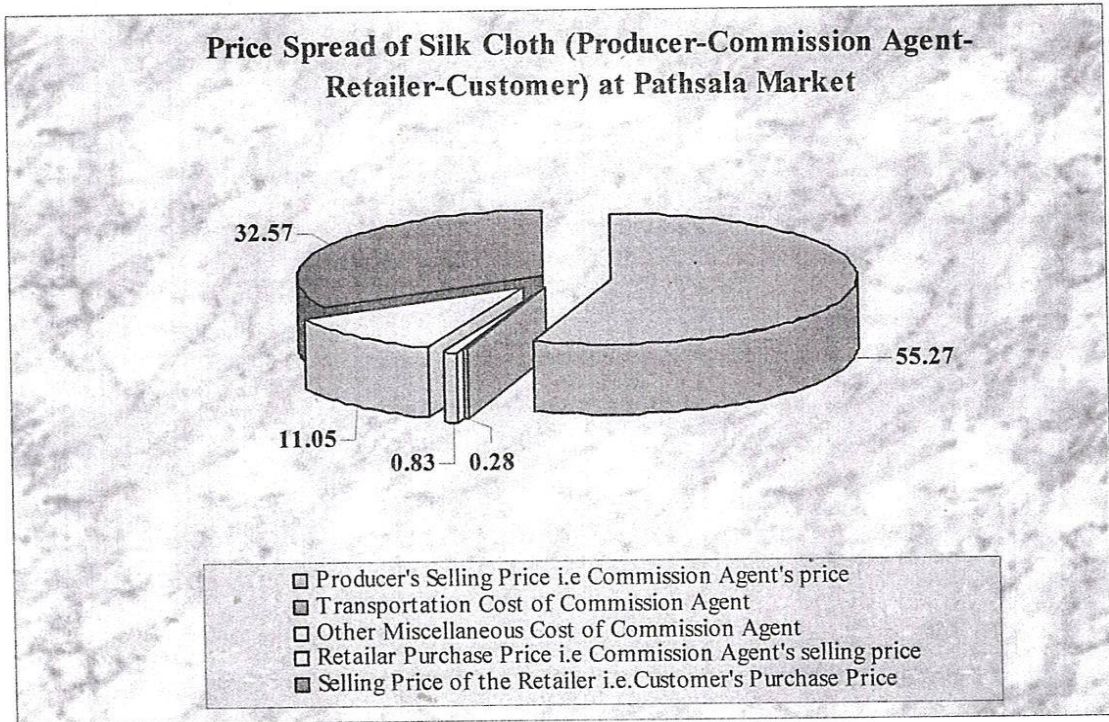 Price Spread of Silk Cloth (Producer-Commission Agent-
Retailer-Customer) at Pathsala Market
32.57
55.27
11.05
0.83
0.28
Producer's Selling Price i.e Commission Agent's price
Transportation Cost of Commission Agent
Other Miscellaneous Cost of Commission Agent
Retailar Purchase Price i.e Commission Agent's selling price
Selling Price of the Retailer i.e.Customer's Purchase Price